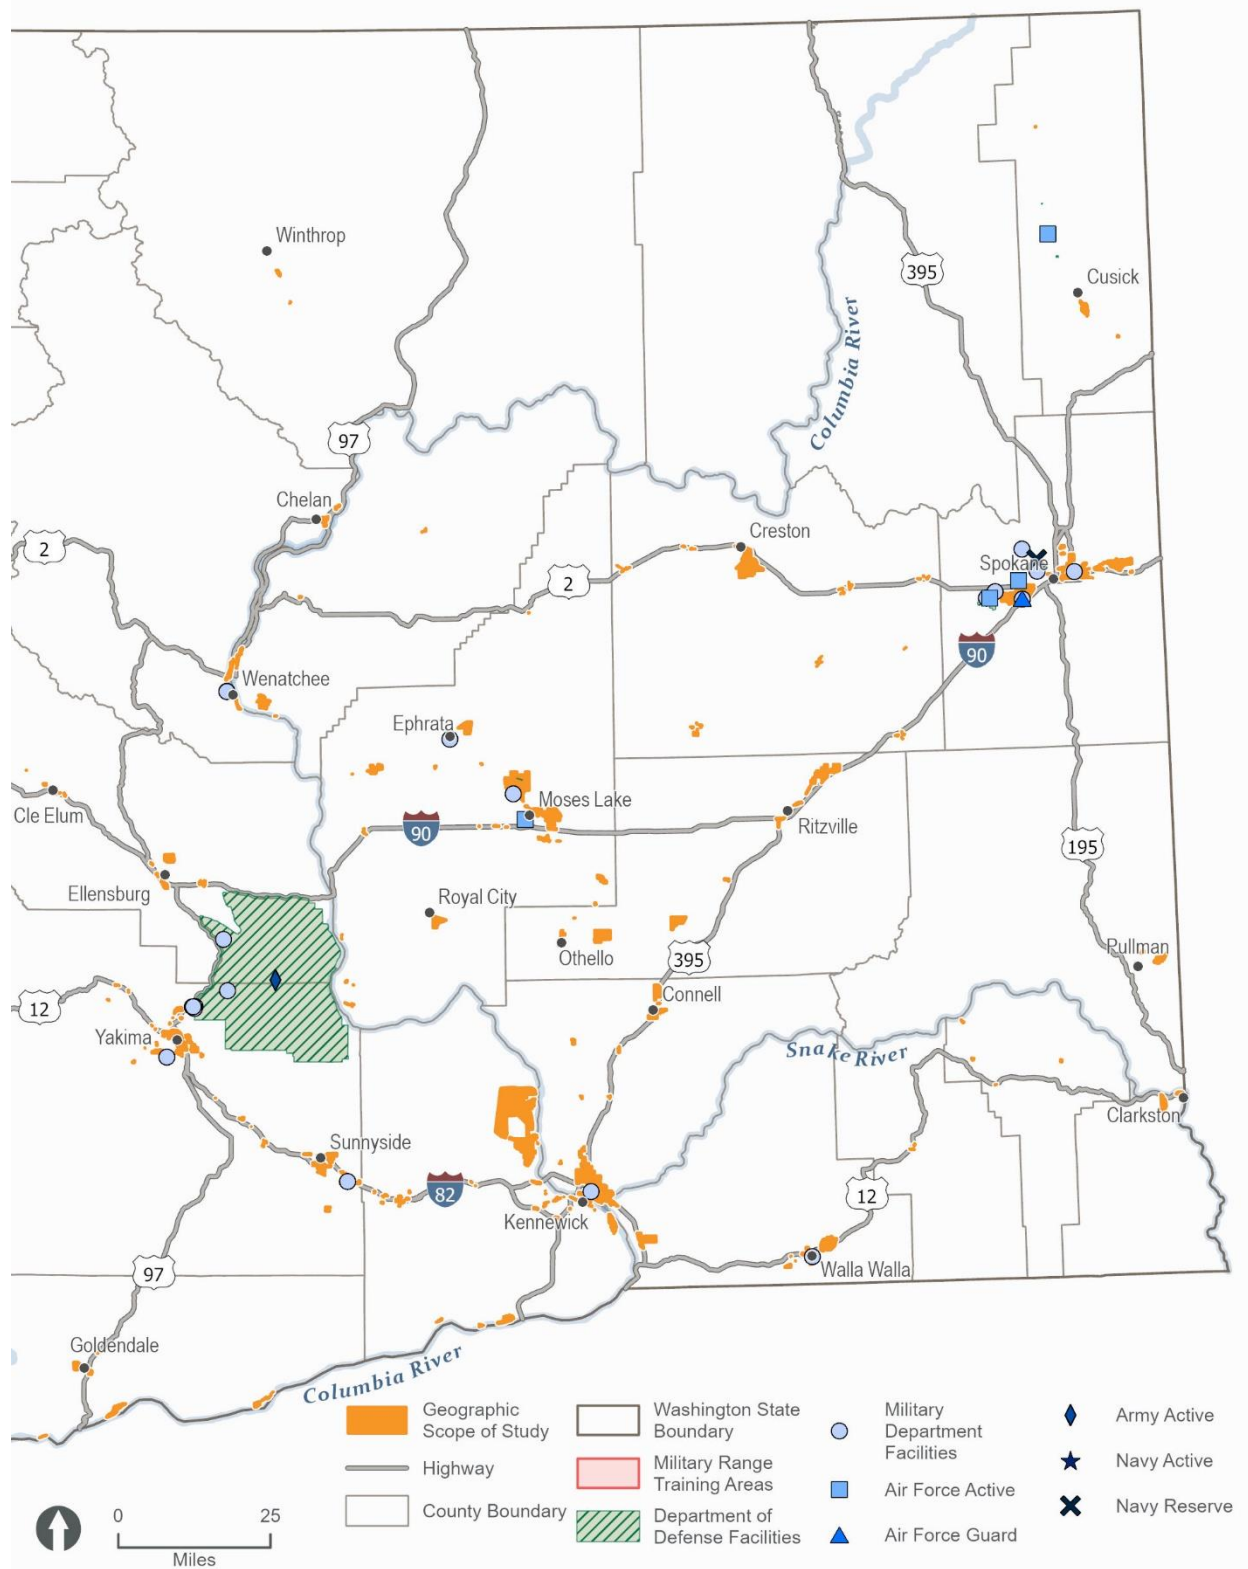 Winthrop
395
Cusick
Columbia River
97
Chelan
2
Creston
2
Spokane
90
Wenatchee
Ephrata
Moses Lake
Cle Elum
90
Ritzville
195
Ellensburg
Royal City
Othello
395
Pullman
Connell
12
Yakima
Snake River
Clarkston
Sunnyside
82
12
Kennewick
Walla Walla
97
Goldendale
Columbia River
Geographic
Scope of Study
Highway
County Boundary
Washington State
Boundary
Military Range
Training Areas
Department of
Defense Facilities
Military
Department
Facilities
Air Force Active
Air Force Guard
Army Active
Navy Active
Navy Reserve
0
25
Miles